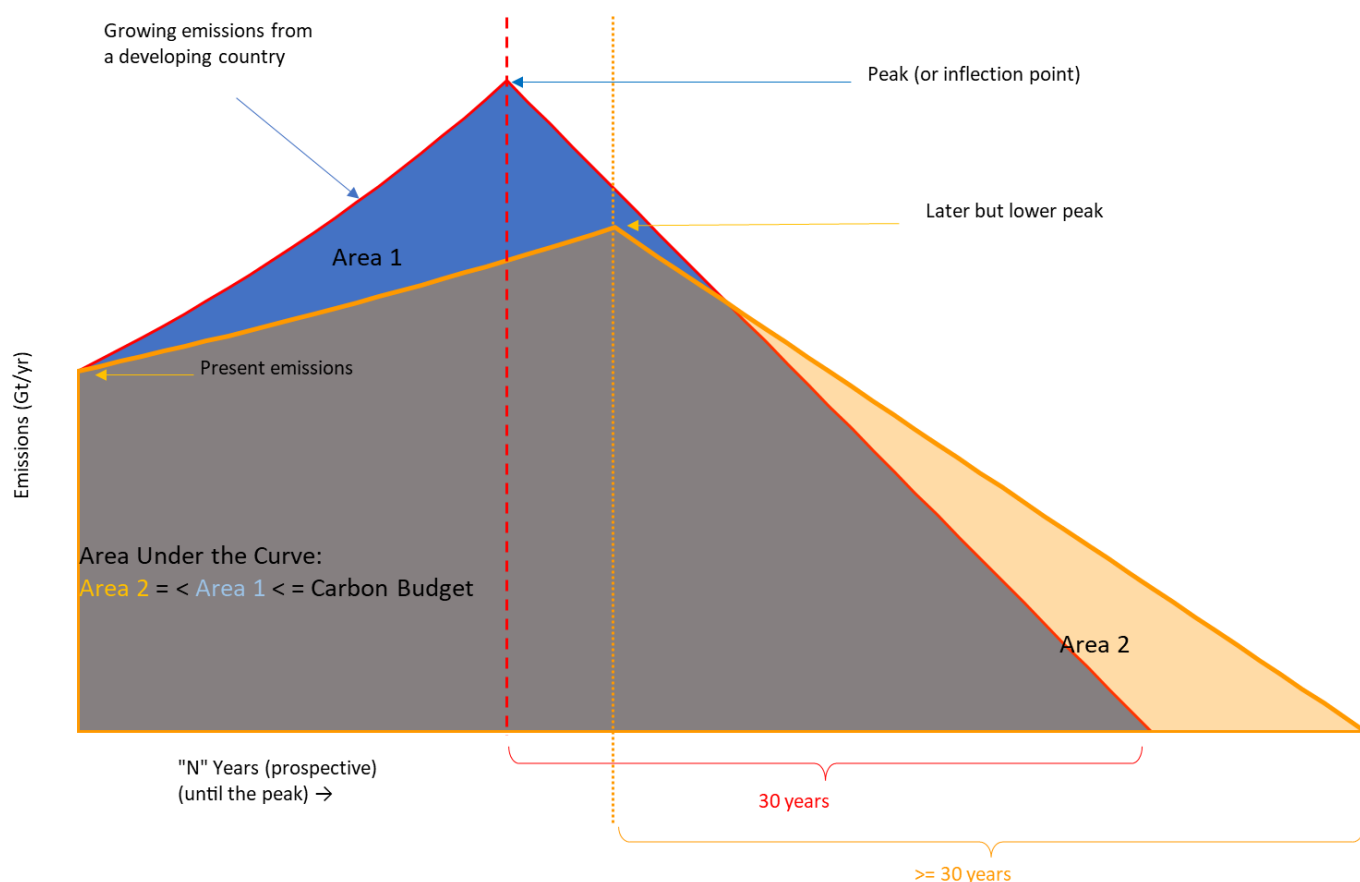 Growing emissions from
a developing country
Peak (or inflection point)
Later but lower peak
Area 1
Present emissions
Emissions (Gt/yr)
Area Under the Curve:
Area 2 = < Area 1 < = Carbon Budget
Area 2
"N" Years (prospective)
(until the peak) →
30 years
>= 30 years